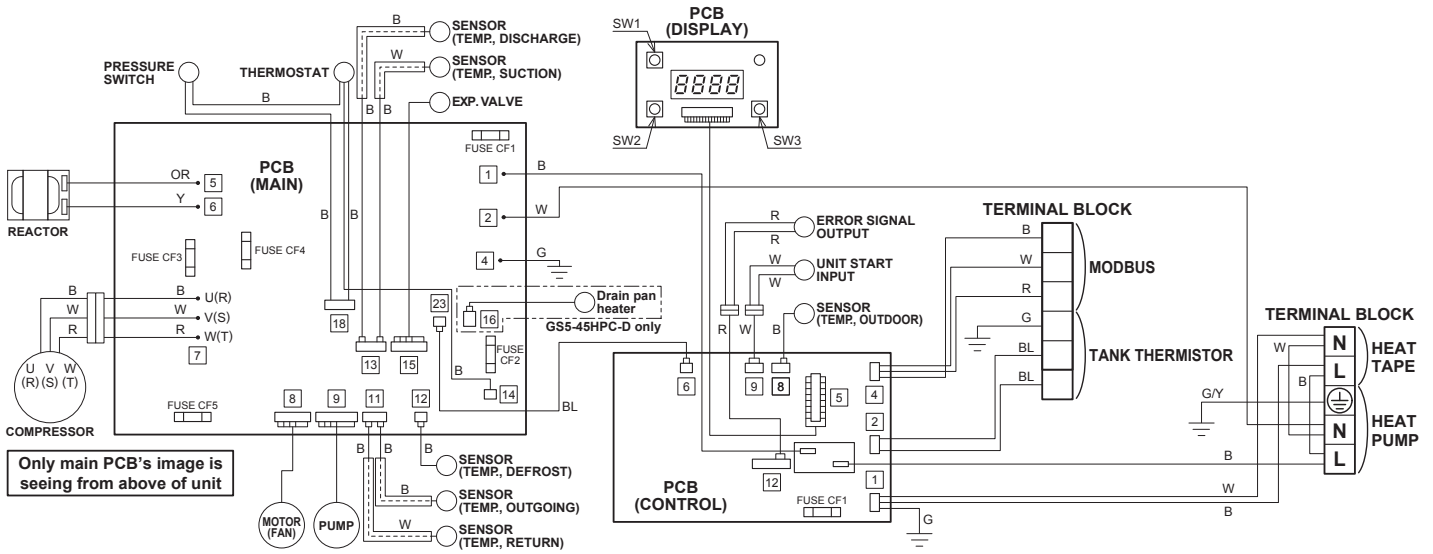 PCB
(DISPLAY)
SW1
SW2
SW3
8888
B
SENSOR
(TEMP., DISCHARGE)
W
SENSOR
(TEMP., SUCTION)
EXP. VALVE
PRESSURE
SWITCH
THERMOSTAT
B
B
B
B
B
B
PCB
(MAIN)
FUSE CF1
1
B
2
W
4
G
OR
5
Y
6
REACTOR
FUSE CF3
FUSE CF4
B
B
U(R)
W
W
V(S)
R
R
W(T)
7
U V W
(R) (S) (T)
COMPRESSOR
18
13
15
23
16
Drain pan
heater
GS5-45HPC-D only
FUSE
CF2
B
14
BL
FUSE CF5
8
9
11
12
B
B
B
SENSOR
(TEMP., DEFROST)
B
SENSOR
(TEMP., OUTGOING)
W
SENSOR
(TEMP., RETURN)
MOTOR
(FAN)
PUMP
Only main PCB's image is
seeing from above of unit
R
R
ERROR SIGNAL
OUTPUT
W
W
UNIT START
INPUT
SENSOR
(TEMP., OUTDOOR)
R
W
B
6
9
8
5
4
2
1
12
PCB
(CONTROL)
FUSE CF1
G
TERMINAL BLOCK
B
W
R
MODBUS
G
BL
BL
TANK THERMISTOR
TERMINAL BLOCK
W
N
L
HEAT
TAPE
B
G/Y
N
L
HEAT
PUMP
B
W
B